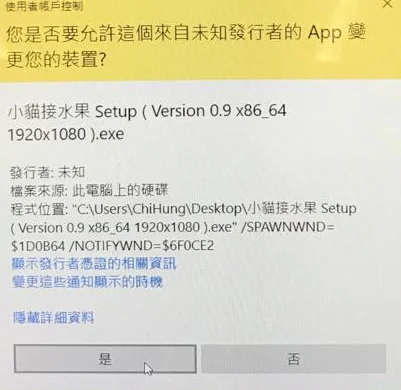 使用者帳戶控制
您是否要允許這個來自未知發行者的 App 變
更您的裝置?
小貓接水果 Setup ( Version 0.9 x86_64
1920x1080 ).exe
發行者: 未知
檔案來源: 此電腦上的硬碟
程式位置: "C:\Users\ChiHung\Desktop\小貓接水果 Setup
( Version 0.9 x86_64 1920x1080 ).exe" /SPAWNWND=
$1D0B64 /NOTIFYWND=$6F0CE2
顯示發行者憑證的相關資訊
變更這些通知顯示的時機
隱藏詳細資料
是
否